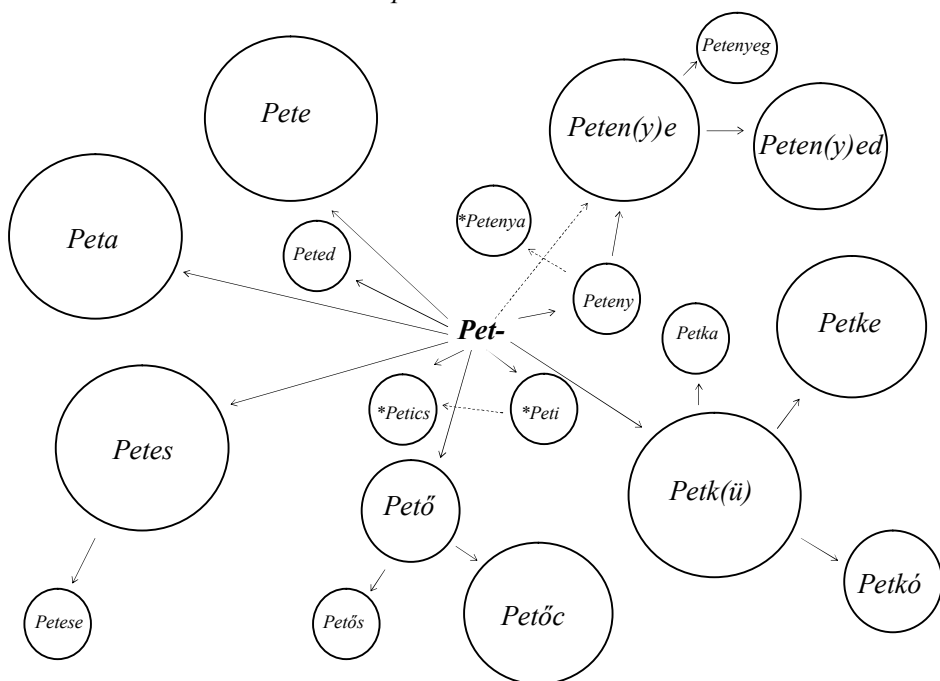 Petenyeg
Pete
Peten(y)e
Peten(y)ed
*Petenya
Peta
Peted
Peteny
Pet-
Petka
Petke
*Petics
*Peti
Petes
Petk(ü)
Pető
Petkó
Petőc
Petese
Petős